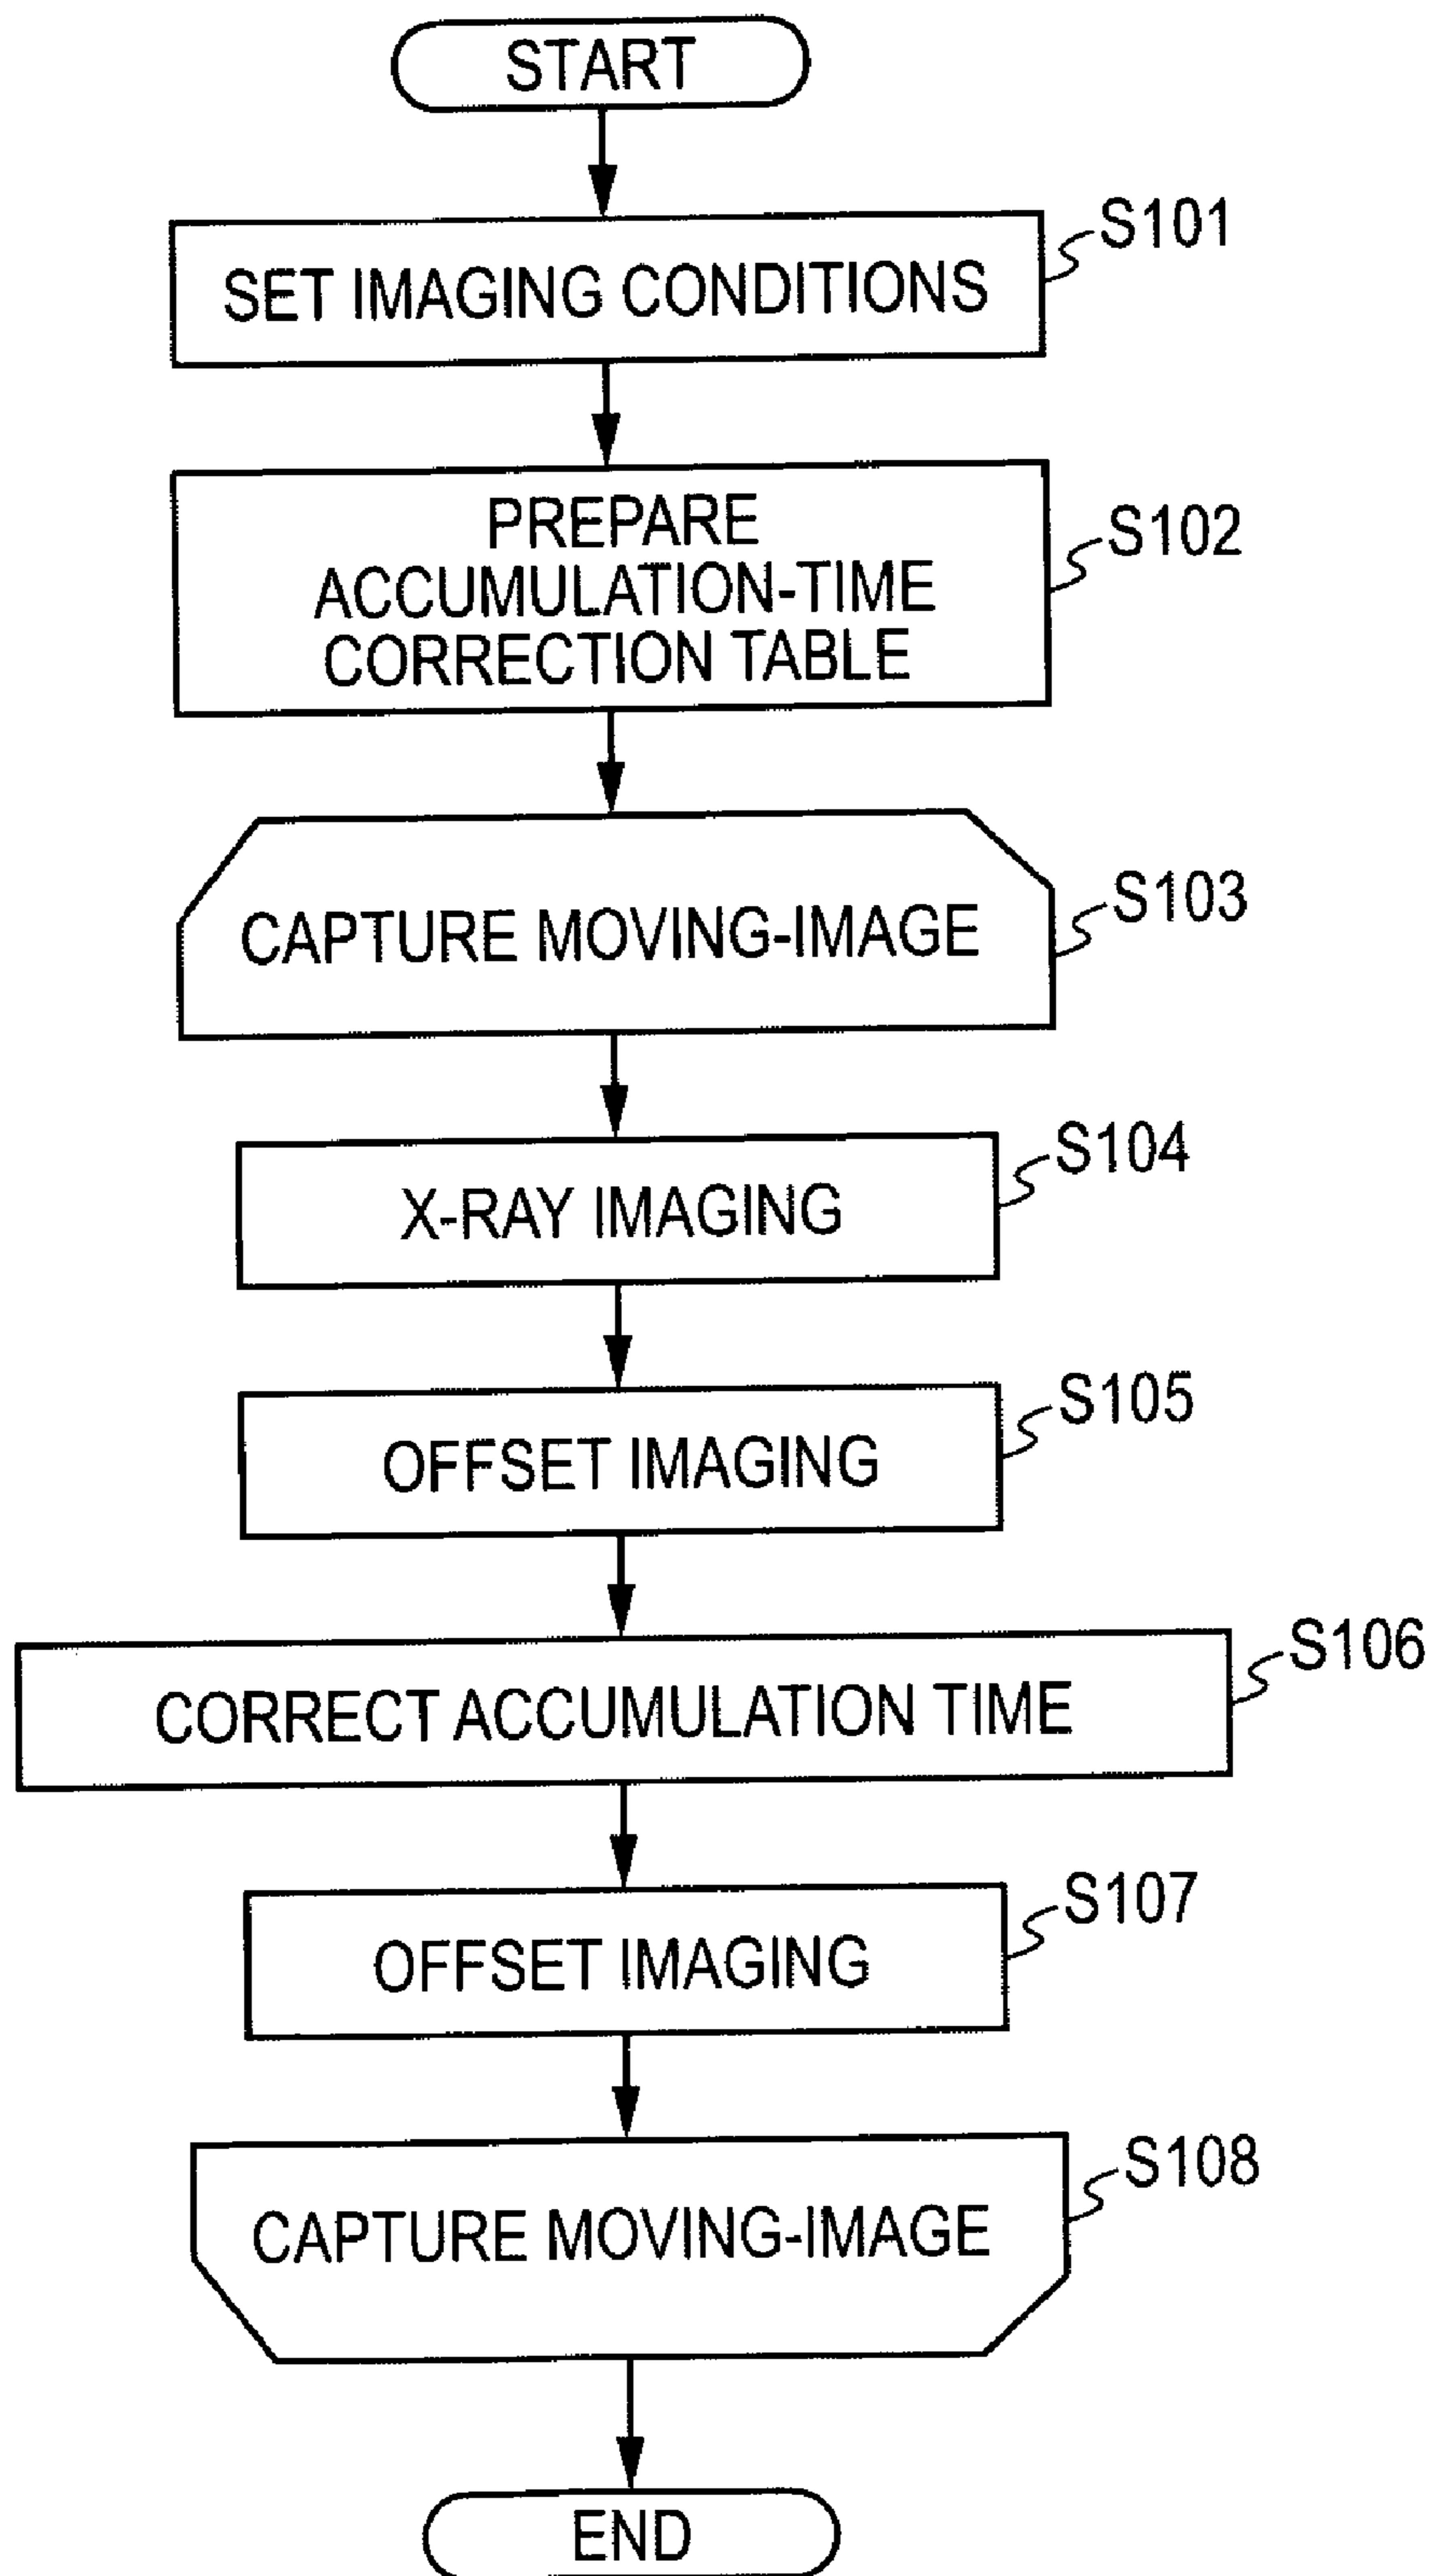 START
SET IMAGING CONDITIONS
S101
PREPARE
ACCUMULATION-TIME
CORRECTION TABLE
S102
CAPTURE MOVING-IMAGE
S103
X-RAY IMAGING
S104
OFFSET IMAGING
S105
CORRECT ACCUMULATION TIME
S106
OFFSET IMAGING
S107
CAPTURE MOVING-IMAGE
S108
END